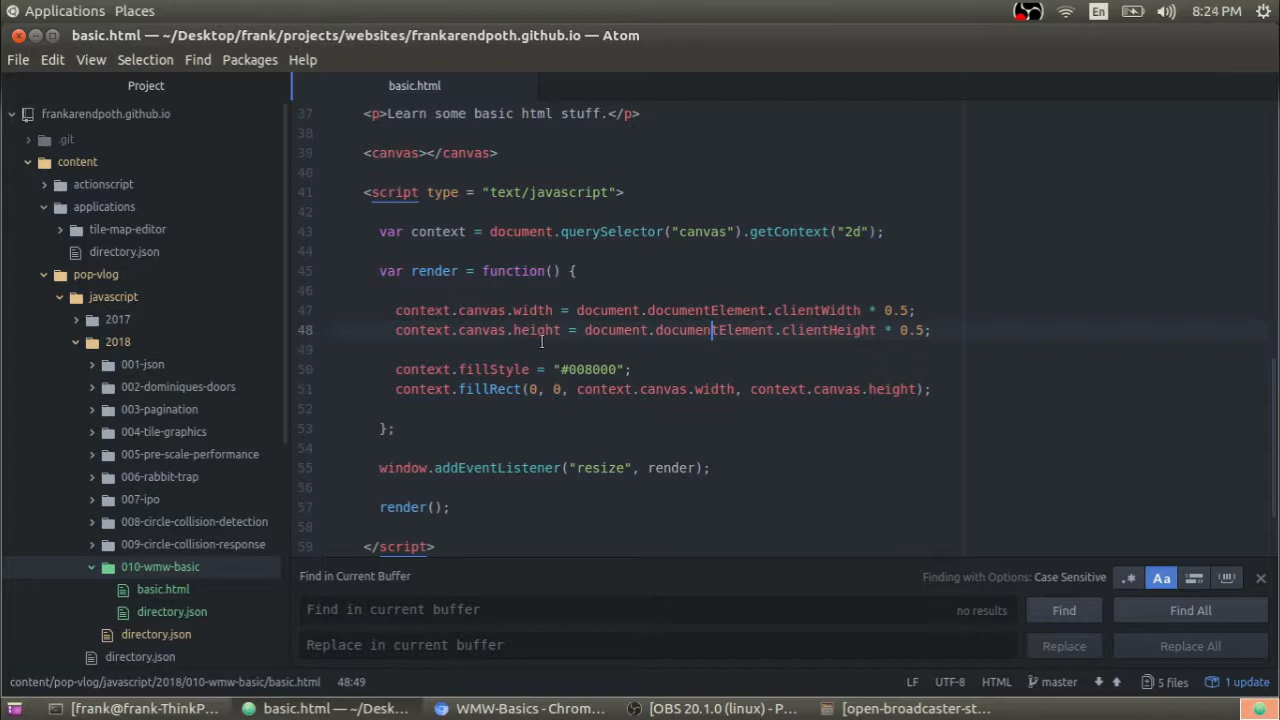 Applications Places En 8:24 PM
basic.html — ~/Desktop/frank/projects/websites/frankarendpoth.github.io — Atom
File Edit View Selection Find Packages Help
Project
frankarendpoth.github.io
.git
content
actionscript
applications
tile-map-editor
directory.json
pop-vlog
javascript
2017
2018
001-json
002-dominiques-doors
003-pagination
004-tile-graphics
005-pre-scale-performance
006-rabbit-trap
007-ipo
008-circle-collision-detection
009-circle-collision-response
010-wmw-basic
basic.html
directory.json
directory.json
directory.json
basic.html
37 <p>Learn some basic html stuff.</p>
38
39 <canvas></canvas>
40
41 <script type = "text/javascript">
42
43 var context = document.querySelector("canvas").getContext("2d");
44
45 var render = function() {
46
47 context.canvas.width = document.documentElement.clientWidth * 0.5;
48 context.canvas.height = document.documentElement.clientHeight * 0.5;
49
50 context.fillStyle = "#008000";
51 context.fillRect(0, 0, context.canvas.width, context.canvas.height);
52
53 };
54
55 window.addEventListener("resize", render);
56
57 render();
58
59 </script>
Find in Current Buffer Finding with Options: Case Sensitive .* Aa
Find in current buffer no results Find Find All
Replace in current buffer Replace Replace All
content/pop-vlog/javascript/2018/010-wmw-basic/basic.html 48:49 LF UTF-8 HTML master 5 files 1 update
[frank@frank-ThinkP... basic.html — ~/Desk... WMW-Basics - Chrom... [OBS 20.1.0 (linux) - P... [open-broadcaster-st...